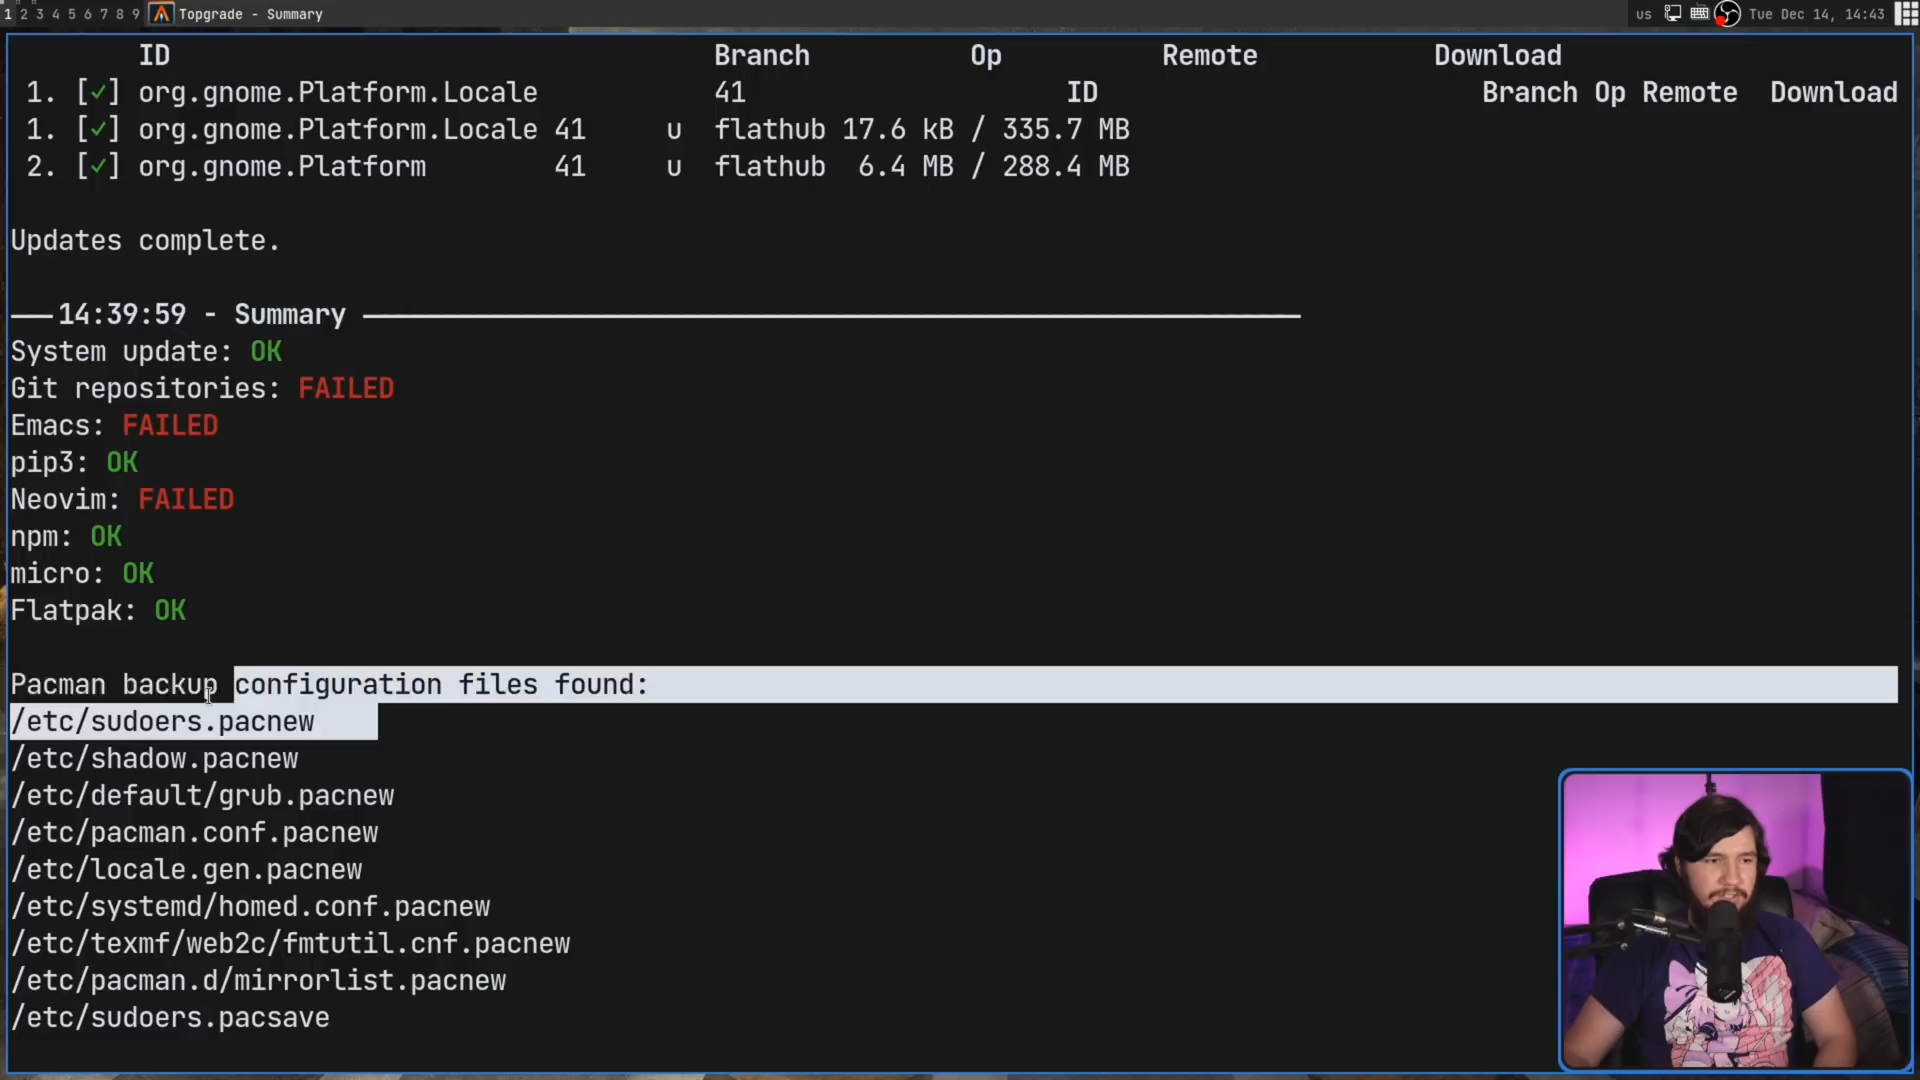 1 2 3 4 5 6 7 8 9 Topgrade - Summary us Tue Dec 14, 14:43
ID Branch Op Remote Download
1. [✓] org.gnome.Platform.Locale 41 ID Branch Op Remote Download
1. [✓] org.gnome.Platform.Locale 41 u flathub 17.6 kB / 335.7 MB
2. [✓] org.gnome.Platform 41 u flathub 6.4 MB / 288.4 MB
Updates complete.
——14:39:59 - Summary ——————————
System update: OK
Git repositories: FAILED
Emacs: FAILED
pip3: OK
Neovim: FAILED
npm: OK
micro: OK
Flatpak: OK
Pacman backup configuration files found:
/etc/sudoers.pacnew
/etc/shadow.pacnew
/etc/default/grub.pacnew
/etc/pacman.conf.pacnew
/etc/locale.gen.pacnew
/etc/systemd/homed.conf.pacnew
/etc/texmf/web2c/fmtutil.cnf.pacnew
/etc/pacman.d/mirrorlist.pacnew
/etc/sudoers.pacsave